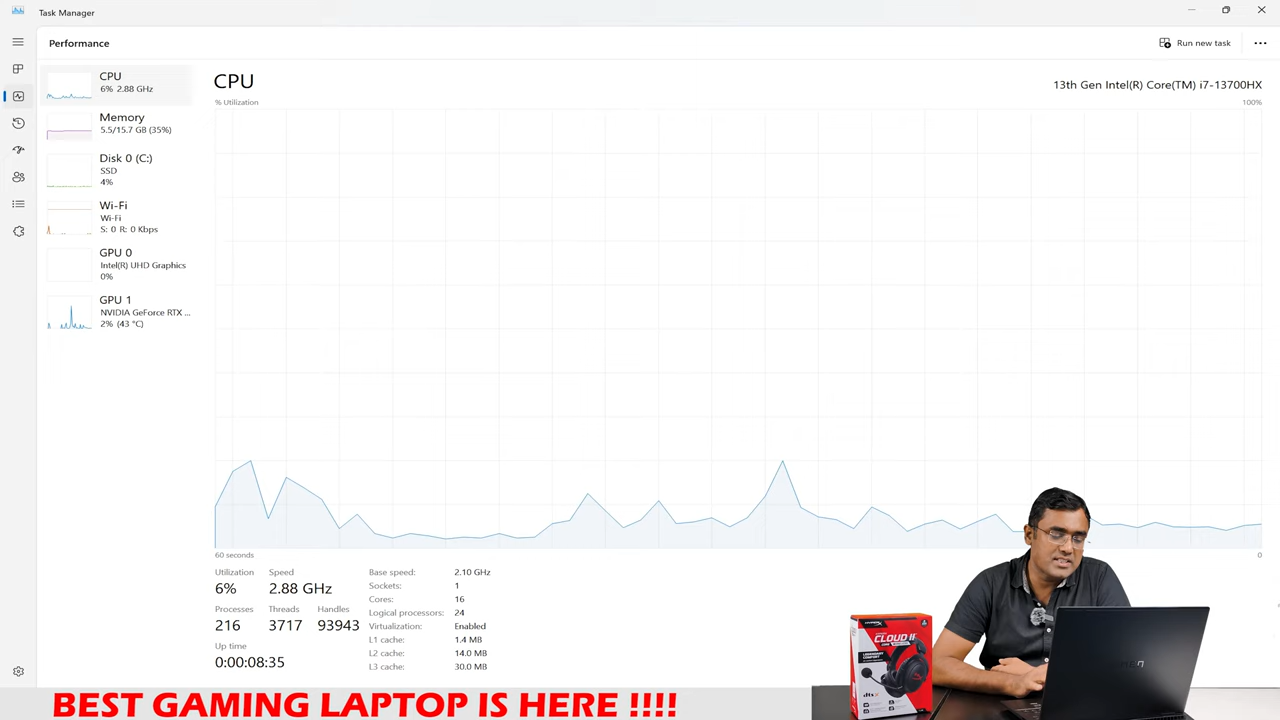 Task Manager
Performance
Run new task
CPU
6% 2.88 GHz
Memory
5.5/15.7 GB (35%)
Disk 0 (C:)
SSD
4%
Wi-Fi
Wi-Fi
S: 0 R: 0 Kbps
GPU 0
Intel(R) UHD Graphics
0%
GPU 1
NVIDIA GeForce RTX ...
2% (43 °C)
CPU
13th Gen Intel(R) Core(TM) i7-13700HX
% Utilization
100%
60 seconds
0
Utilization
6%
Speed
2.88 GHz
Processes
216
Threads
3717
Handles
93943
Up time
0:00:08:35
Base speed: 2.10 GHz
Sockets: 1
Cores: 16
Logical processors: 24
Virtualization: Enabled
L1 cache: 1.4 MB
L2 cache: 14.0 MB
L3 cache: 30.0 MB
HYPERX
CLOUD II
dtsX
BEST GAMING LAPTOP IS HERE !!!!